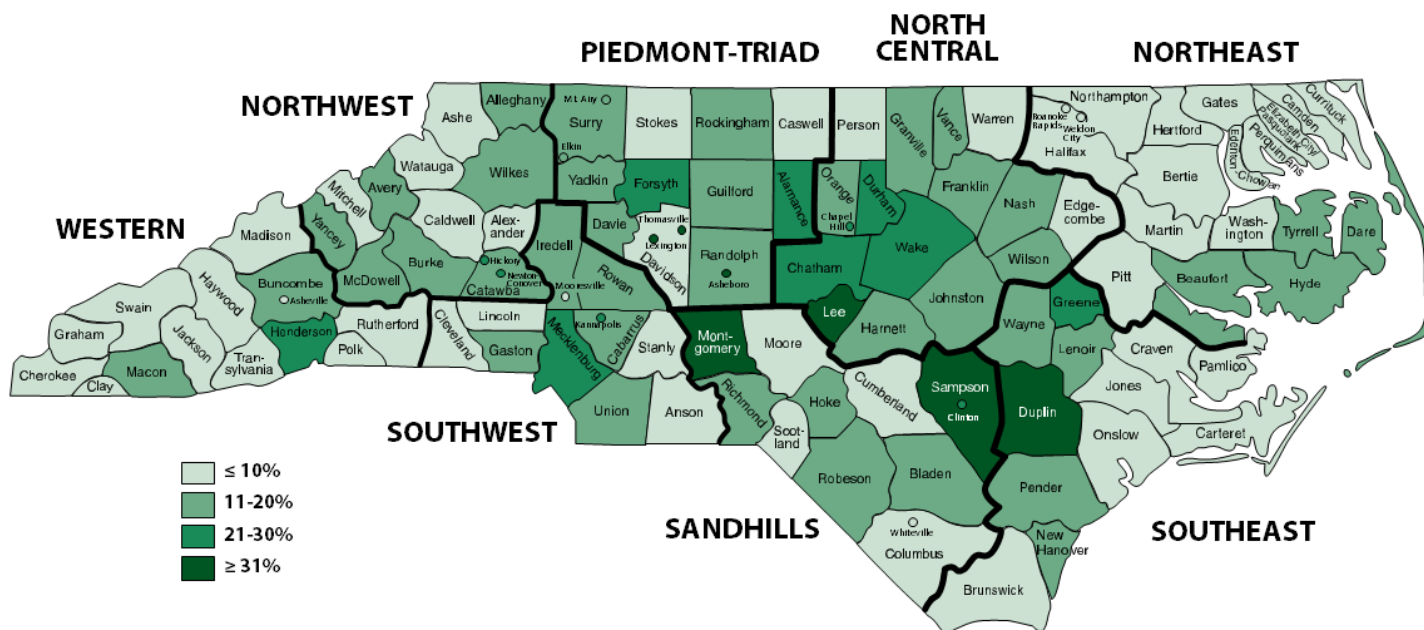 NORTH
CENTRAL
PIEDMONT-TRIAD
NORTHEAST
NORTHWEST
WESTERN
SOUTHWEST
SANDHILLS
SOUTHEAST
Ashe
Alleghany
Mt. Airy
Surry
Elkin
Stokes
Rockingham
Caswell
Person
Granville
Vance
Warren
Northampton
Roanoke
Rapids
Weldon
City
Halifax
Gates
Hertford
Camden
Currituck
Elizabeth City/
Pasquotank
Perquimans
Edenton
-Chowan
Bertie
Watauga
Wilkes
Yadkin
Forsyth
Guilford
Alamance
Orange
Chapel
Hill
Durham
Franklin
Nash
Edge-
combe
Martin
Wash-
ington
Tyrrell
Dare
Mitchell
Avery
Caldwell
Alex-
ander
Iredell
Davie
Thomasville
Lexington
Davidson
Randolph
Asheboro
Chatham
Wake
Wilson
Pitt
Beaufort
Hyde
Madison
Yancey
McDowell
Burke
Hickory
Newton-
Conover
Catawba
Mooresville
Rowan
Lee
Harnett
Johnston
Wayne
Greene
Lenoir
Craven
Pamlico
Swain
Haywood
Buncombe
Asheville
Graham
Jackson
Henderson
Rutherford
Polk
Cleveland
Lincoln
Gaston
Mecklenburg
Kannapolis
Cabarrus
Stanly
Mont-
gomery
Moore
Cumberland
Sampson
Clinton
Duplin
Jones
Onslow
Carteret
Cherokee
Clay
Macon
Tran-
sylvania
Union
Anson
Richmond
Scot-
land
Hoke
Robeson
Bladen
Pender
New
Hanover
Whiteville
Columbus
Brunswick
≤ 10%
11-20%
21-30%
≥ 31%